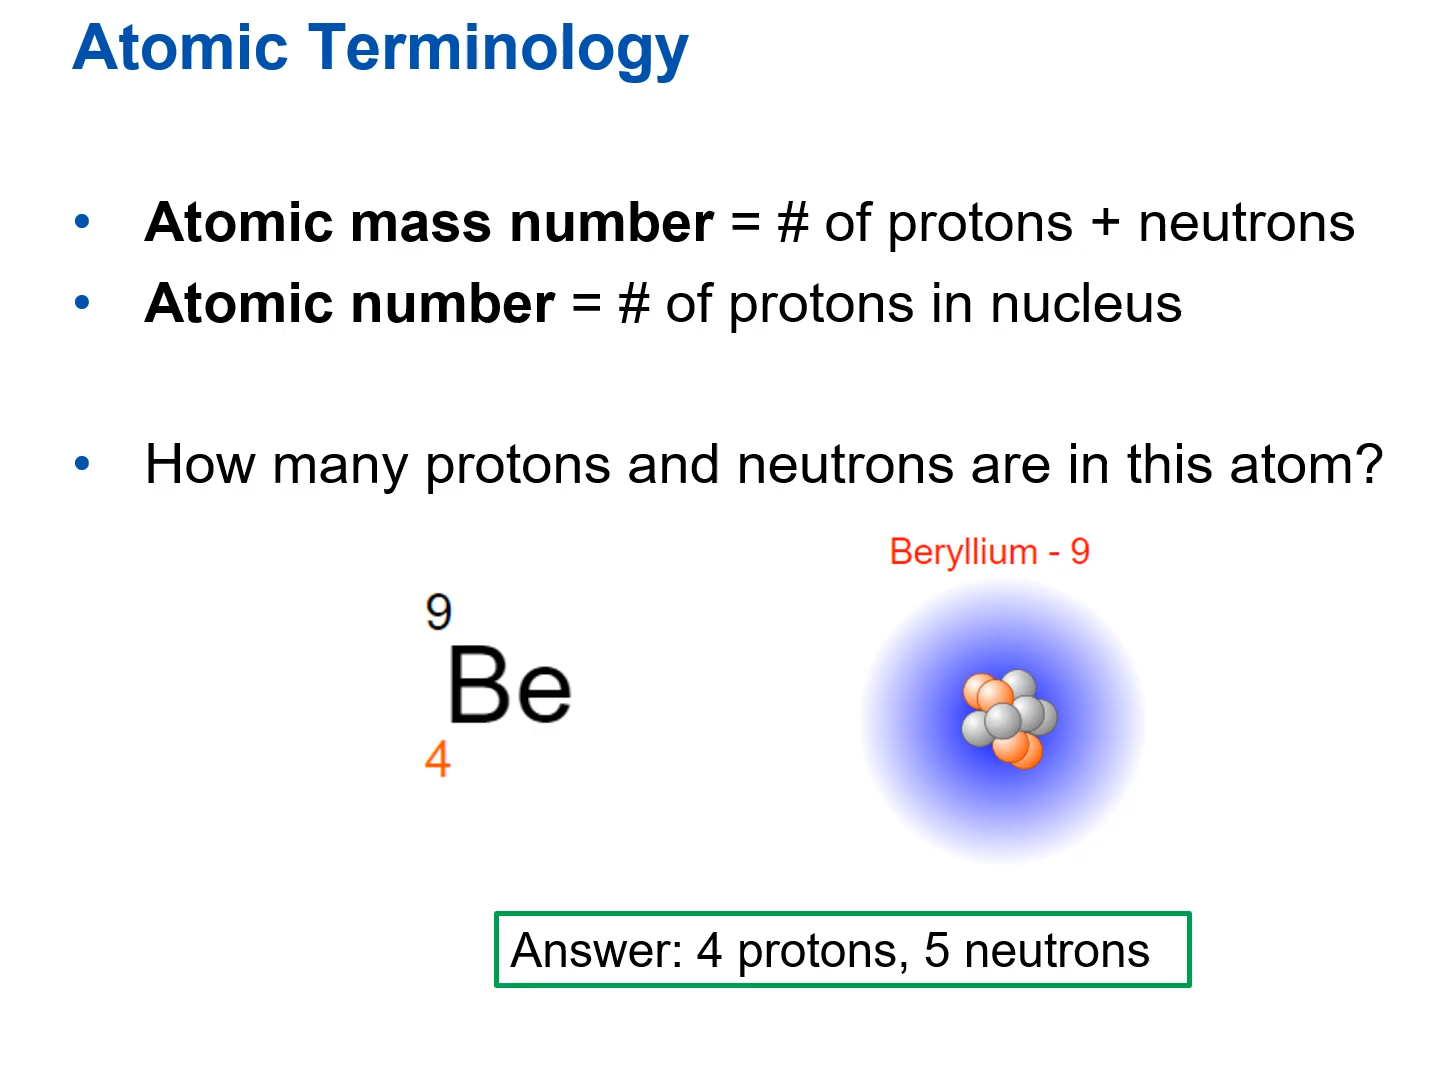 Atomic Terminology
• Atomic mass number = # of protons + neutrons
• Atomic number = # of protons in nucleus
• How many protons and neutrons are in this atom?
Beryllium - 9
9
Be
4
Answer: 4 protons, 5 neutrons